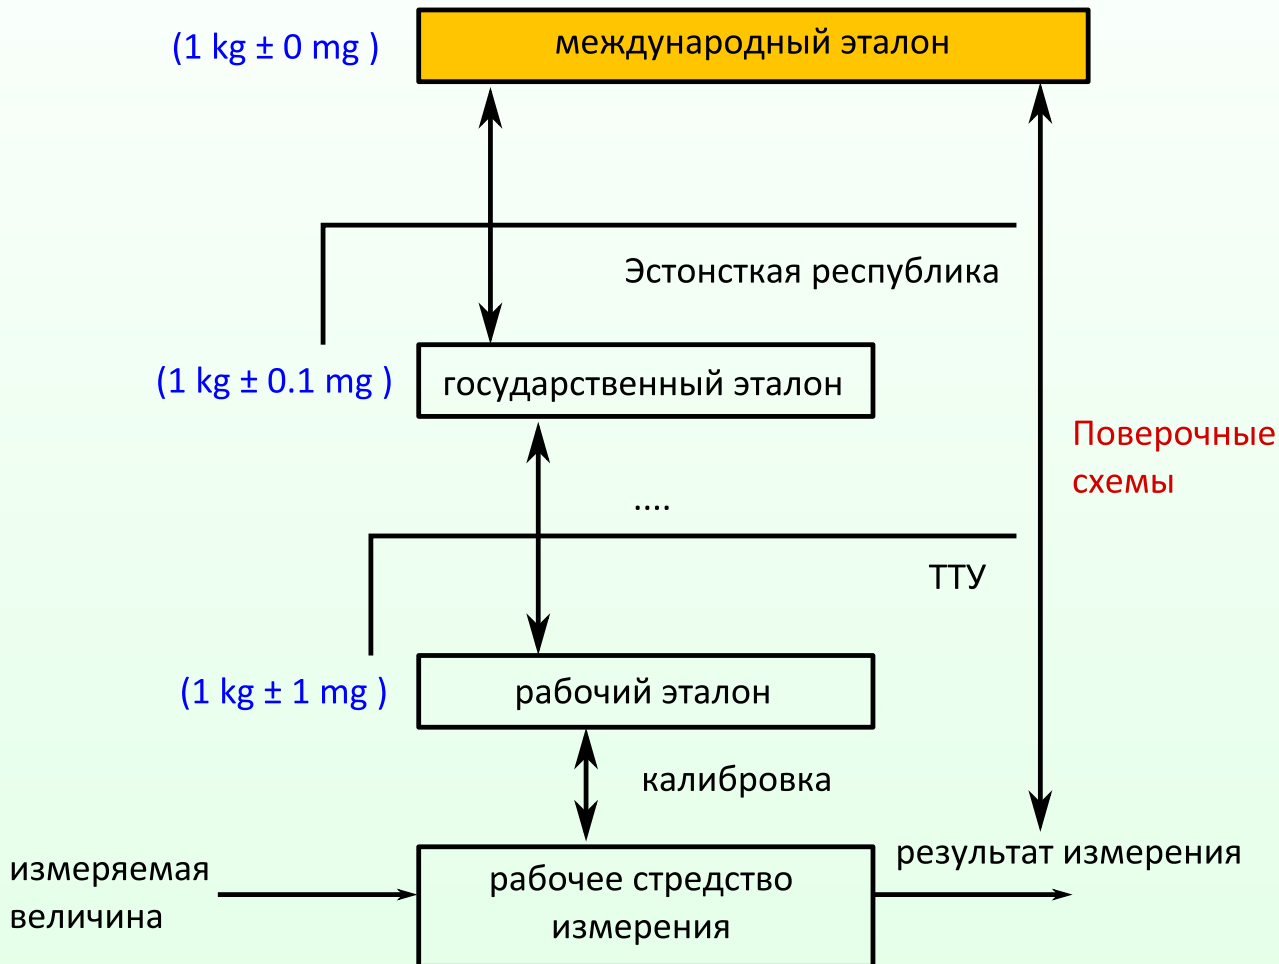 (1 kg ± 0 mg )
международный эталон
Эстонсткая республика
(1 kg ± 0.1 mg )
государственный эталон
Поверочные
схемы
....
ТТУ
(1 kg ± 1 mg )
рабочий эталон
калибровка
измеряемая
величина
рабочее стредство
измерения
результат измерения